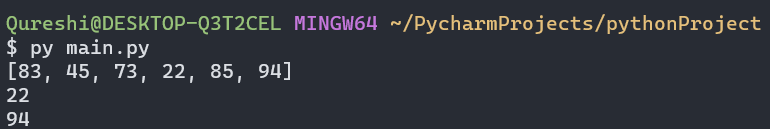 Qureshi@DESKTOP-Q3T2CEL MINGW64 ~/PycharmProjects/pythonProject
$ py main.py
[83, 45, 73, 22, 85, 94]
22
94